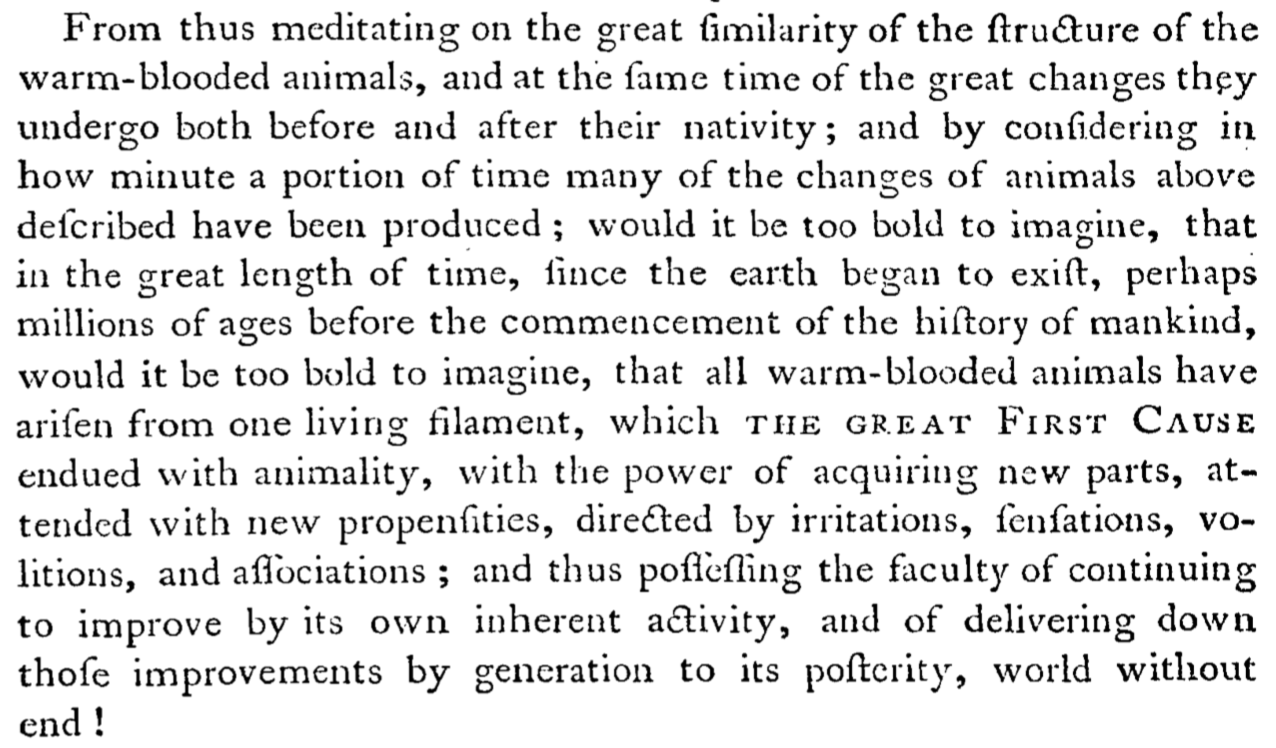 From thus meditating on the great ſimilarity of the ſtructure of the
warm-blooded animals, and at the ſame time of the great changes they
undergo both before and after their nativity; and by conſidering in
how minute a portion of time many of the changes of animals above
deſcribed have been produced; would it be too bold to imagine, that
in the great length of time, ſince the earth began to exiſt, perhaps
millions of ages before the commencement of the hiſtory of mankind,
would it be too bold to imagine, that all warm-blooded animals have
ariſen from one living filament, which THE GREAT FIRST CAUSE
endued with animality, with the power of acquiring new parts, at-
tended with new propenſities, directed by irritations, ſenſations, vo-
litions, and aſſociations; and thus poſſeſſing the faculty of continuing
to improve by its own inherent activity, and of delivering down
thoſe improvements by generation to its poſterity, world without
end!